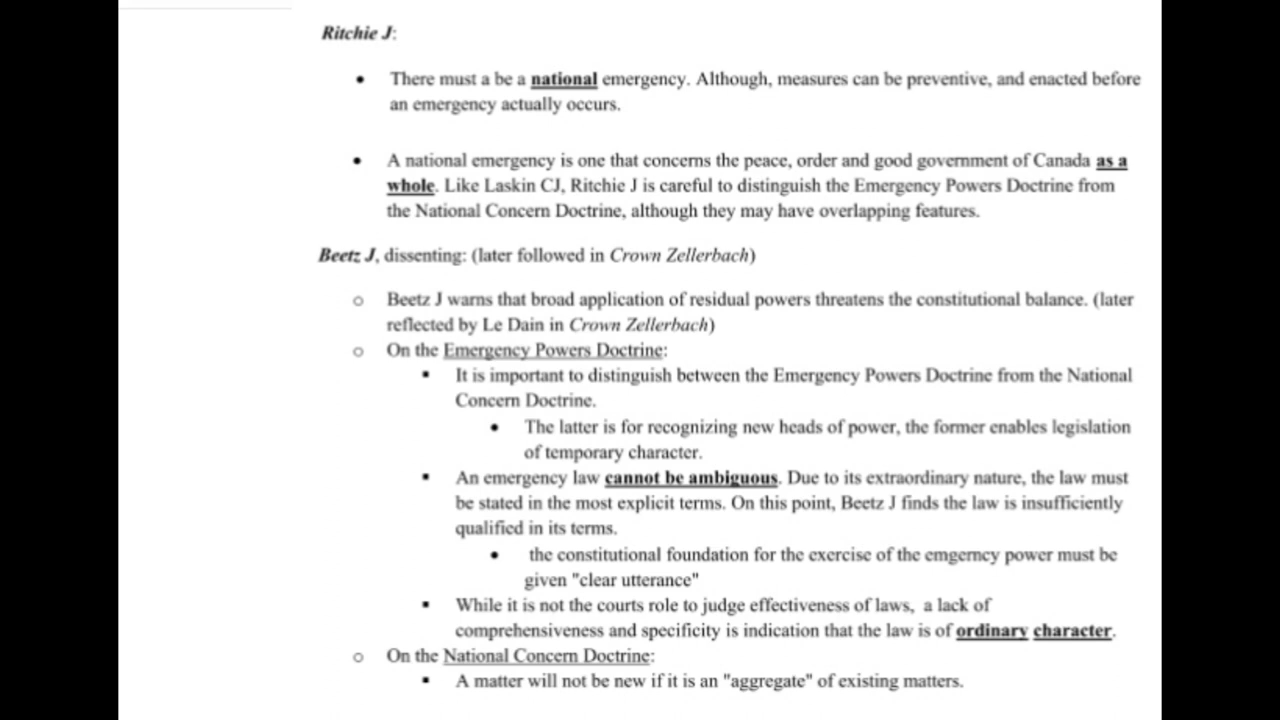 Ritchie J:
• There must a be a national emergency. Although, measures can be preventive, and enacted before
an emergency actually occurs.
• A national emergency is one that concerns the peace, order and good government of Canada as a
whole. Like Laskin CJ, Ritchie J is careful to distinguish the Emergency Powers Doctrine from
the National Concern Doctrine, although they may have overlapping features.
Beetz J, dissenting: (later followed in Crown Zellerbach)
o Beetz J warns that broad application of residual powers threatens the constitutional balance. (later
reflected by Le Dain in Crown Zellerbach)
o On the Emergency Powers Doctrine:
▪ It is important to distinguish between the Emergency Powers Doctrine from the National
Concern Doctrine.
• The latter is for recognizing new heads of power, the former enables legislation
of temporary character.
▪ An emergency law cannot be ambiguous. Due to its extraordinary nature, the law must
be stated in the most explicit terms. On this point, Beetz J finds the law is insufficiently
qualified in its terms.
• the constitutional foundation for the exercise of the emgerncy power must be
given "clear utterance"
▪ While it is not the courts role to judge effectiveness of laws, a lack of
comprehensiveness and specificity is indication that the law is of ordinary character.
o On the National Concern Doctrine:
▪ A matter will not be new if it is an "aggregate" of existing matters.